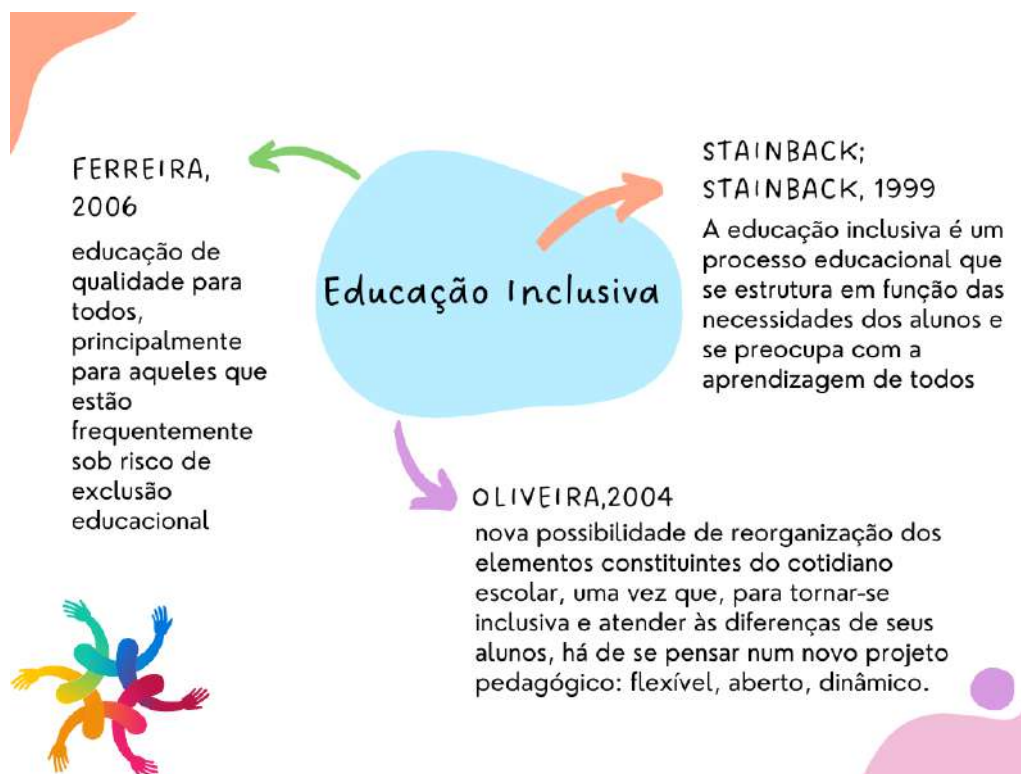 FERREIRA,
2006
educação de
qualidade para
todos,
principalmente
para aqueles que
estão
frequentemente
sob risco de
exclusão
educacional
Educação Inclusiva
STAINBACK;
STAINBACK, 1999
A educação inclusiva é um
processo educacional que
se estrutura em função das
necessidades dos alunos e
se preocupa com a
aprendizagem de todos
OLIVEIRA,2004
nova possibilidade de reorganização dos
elementos constituintes do cotidiano
escolar, uma vez que, para tornar-se
inclusiva e atender às diferenças de seus
alunos, há de se pensar num novo projeto
pedagógico: flexível, aberto, dinâmico.